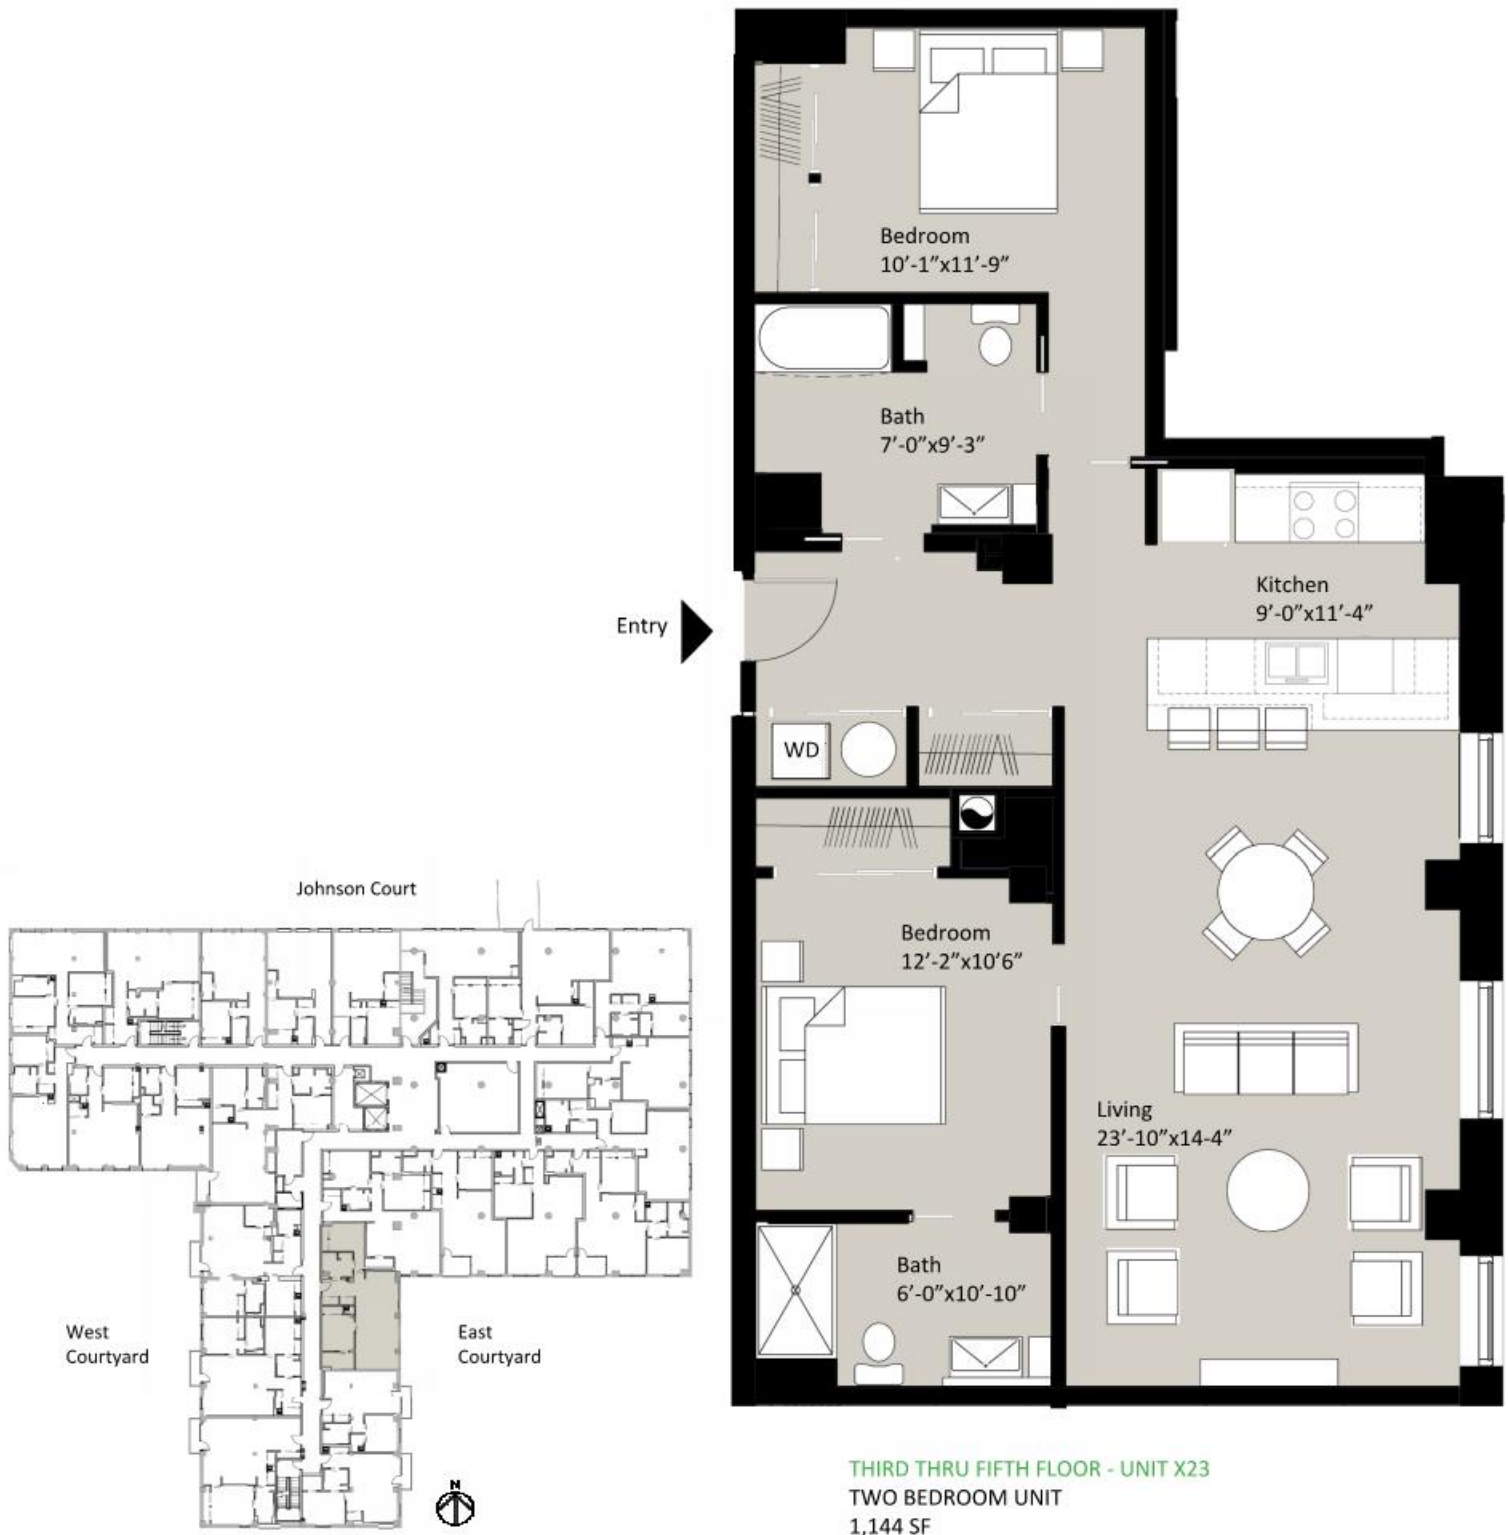 Bedroom
10’-1”x11’-9”
Bath
7’-0”x9’-3”
Kitchen
9’-0”x11’-4”
Entry
WD
Bedroom
12’-2”x10’6”
Living
23’-10”x14-4”
Bath
6’-0”x10’-10”
Johnson Court
West
Courtyard
East
Courtyard
N
THIRD THRU FIFTH FLOOR - UNIT X23
TWO BEDROOM UNIT
1,144 SF